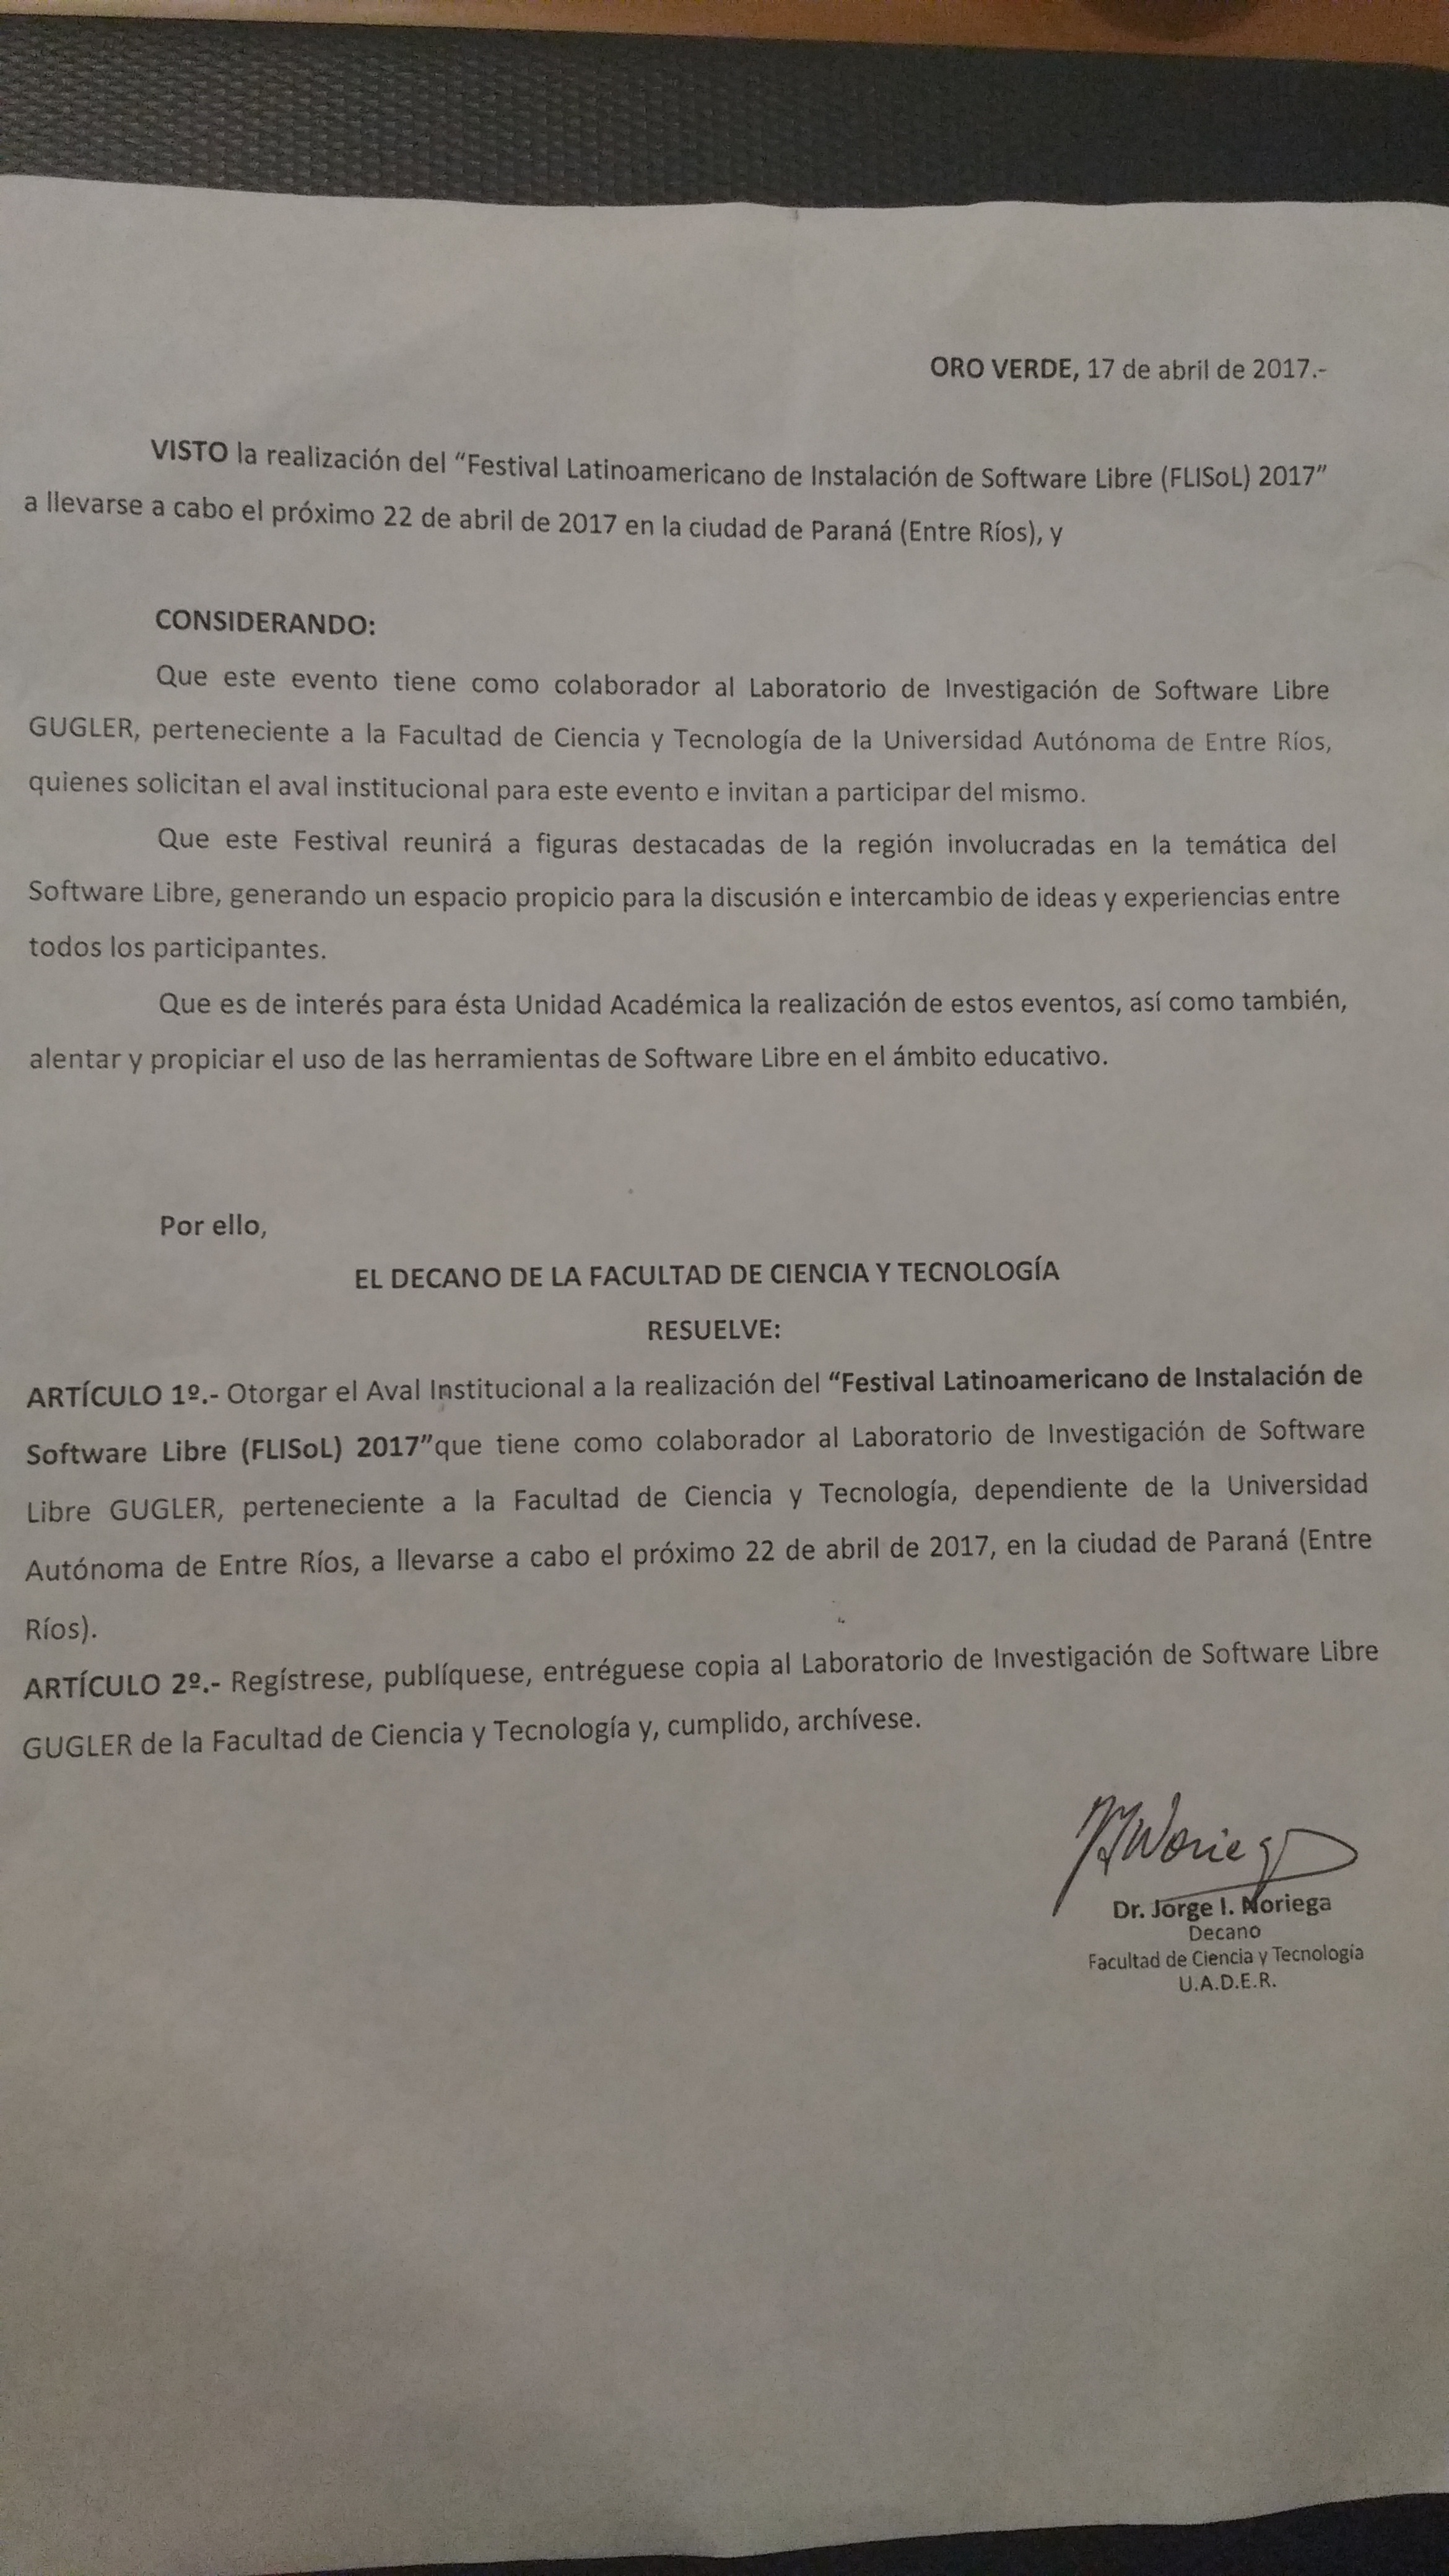 ORO VERDE, 17 de abril de 2017.-
VISTO la realización del “Festival Latinoamericano de Instalación de Software Libre (FLISoL) 2017”
a llevarse a cabo el próximo 22 de abril de 2017 en la ciudad de Paraná (Entre Ríos), y
CONSIDERANDO:
Que este evento tiene como colaborador al Laboratorio de Investigación de Software Libre
GUGLER, perteneciente a la Facultad de Ciencia y Tecnología de la Universidad Autónoma de Entre Ríos,
quienes solicitan el aval institucional para este evento e invitan a participar del mismo.
Que este Festival reunirá a figuras destacadas de la región involucradas en la temática del
Software Libre, generando un espacio propicio para la discusión e intercambio de ideas y experiencias entre
todos los participantes.
Que es de interés para ésta Unidad Académica la realización de estos eventos, así como también,
alentar y propiciar el uso de las herramientas de Software Libre en el ámbito educativo.
Por ello,
EL DECANO DE LA FACULTAD DE CIENCIA Y TECNOLOGÍA
RESUELVE:
ARTÍCULO 1º.- Otorgar el Aval Institucional a la realización del “Festival Latinoamericano de Instalación de
Software Libre (FLISoL) 2017”que tiene como colaborador al Laboratorio de Investigación de Software
Libre GUGLER, perteneciente a la Facultad de Ciencia y Tecnología, dependiente de la Universidad
Autónoma de Entre Ríos, a llevarse a cabo el próximo 22 de abril de 2017, en la ciudad de Paraná (Entre
Ríos).
ARTÍCULO 2º.- Regístrese, publíquese, entréguese copia al Laboratorio de Investigación de Software Libre
GUGLER de la Facultad de Ciencia y Tecnología y, cumplido, archívese.
Dr. Jorge I. Noriega
Decano
Facultad de Ciencia y Tecnología
U.A.D.E.R.